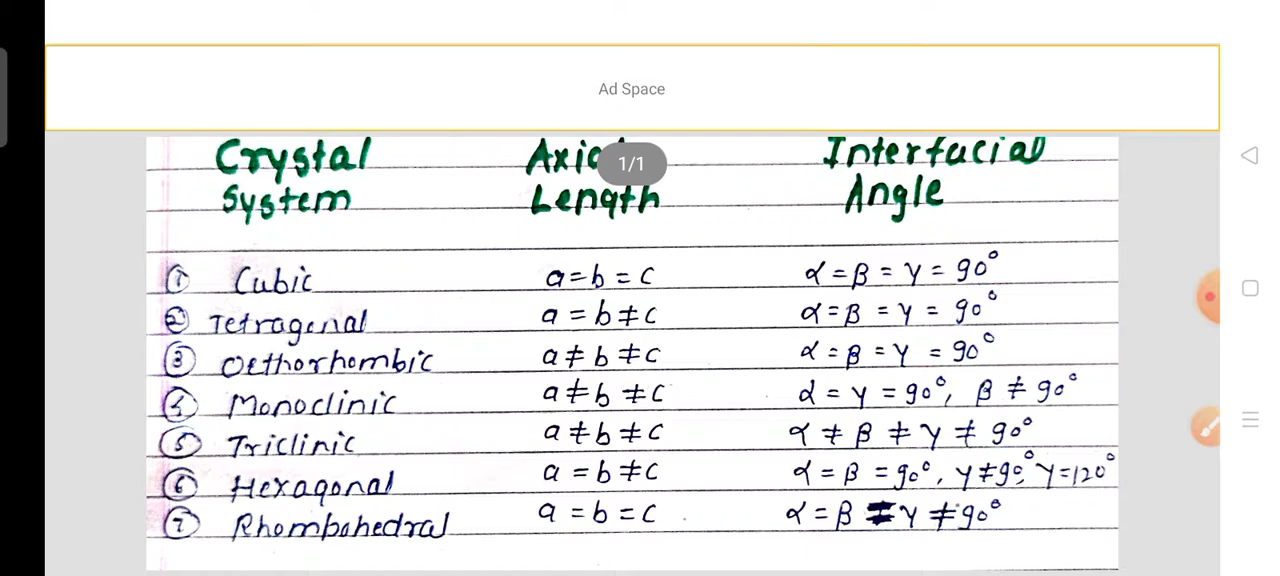 Ad Space
Crystal Axial Interfacial
1/1
System Length Angle
① Cubic a = b = c α = β = γ = 90°
② Tetragonal a = b ≠ c α = β = γ = 90°
③ Orthorhombic a ≠ b ≠ c α = β = γ = 90°
④ Monoclinic a ≠ b ≠ c α = γ = 90°, β ≠ 90°
⑤ Triclinic a ≠ b ≠ c α ≠ β ≠ γ ≠ 90°
⑥ Hexagonal a = b ≠ c α = β = 90°, γ ≠ 90° γ = 120°
⑦ Rhombohedral a = b = c α = β = γ ≠ 90°